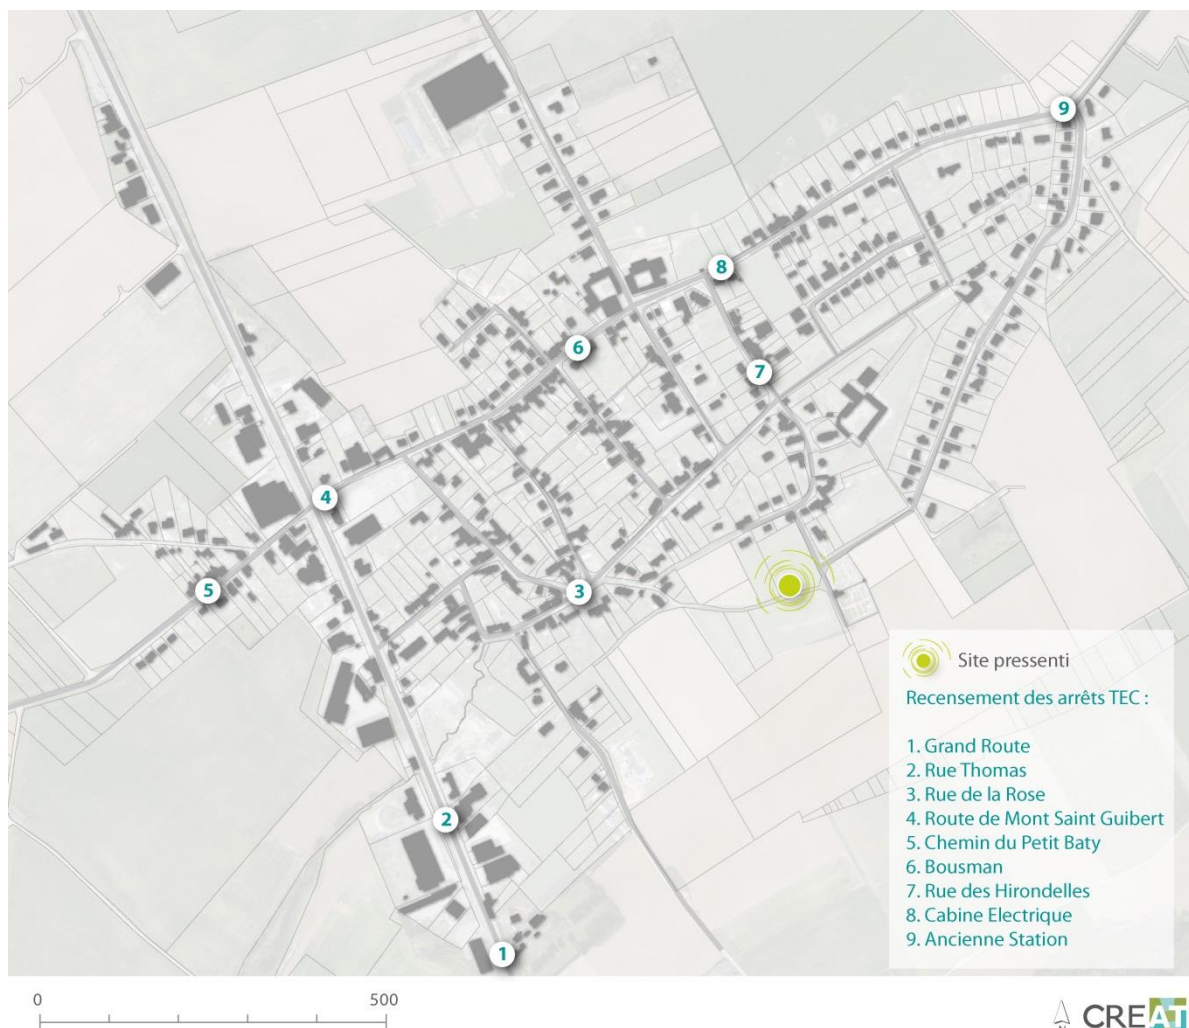 9
8
6
7
4
5
3
Site pressenti
Recensement des arrêts TEC :
1. Grand Route
2. Rue Thomas
3. Rue de la Rose
4. Route de Mont Saint Guibert
5. Chemin du Petit Baty
6. Bousman
7. Rue des Hirondelles
8. Cabine Electrique
9. Ancienne Station
2
1
0 500
N CREAT